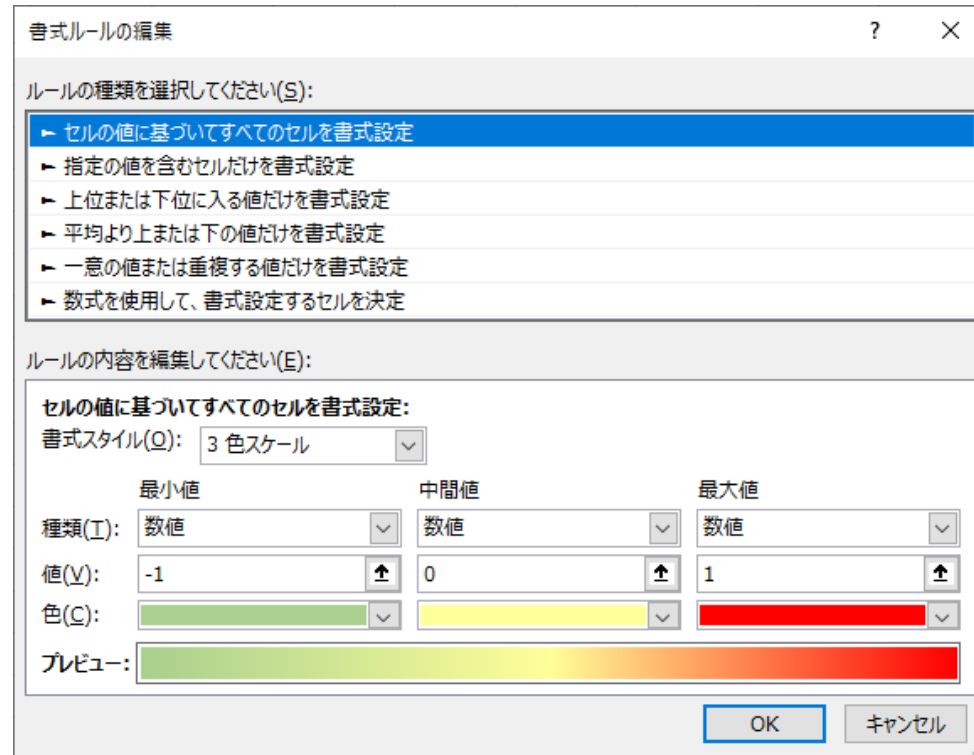 書式ルールの編集 ?
ルールの種類を選択してください(S):
► セルの値に基づいてすべてのセルを書式設定
► 指定の値を含むセルだけを書式設定
► 上位または下位に入る値だけを書式設定
► 平均より上または下の値だけを書式設定
► 一意の値または重複する値だけを書式設定
► 数式を使用して、書式設定するセルを決定
ルールの内容を編集してください(E):
セルの値に基づいてすべてのセルを書式設定:
書式スタイル(O): 3 色スケール
最小値 中間値 最大値
種類(T): 数値 数値 数値
値(V): -1 0 1
色(C):
プレビュー:
OK キャンセル